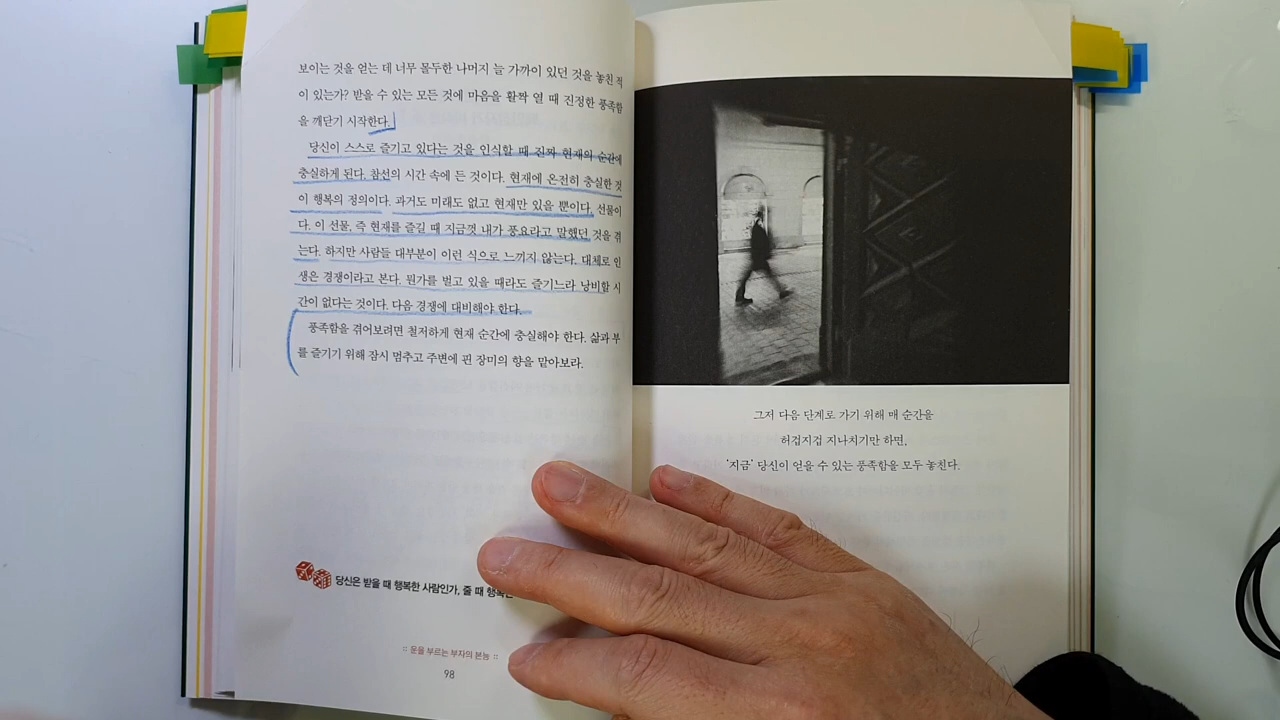 보이는 것을 얻는 데 너무 몰두한 나머지 늘 가까이 있던 것을 놓친 적
이 있는가? 받을 수 있는 모든 것에 마음을 활짝 열 때 진정한 풍족함
을 깨닫기 시작한다.
당신이 스스로 즐기고 있다는 것을 인식할 때 진짜 현재의 순간에
충실하게 된다. 참선의 시간 속에 든 것이다. 현재에 온전히 충실한 것
이 행복의 정의이다. 과거도 미래도 없고 현재만 있을 뿐이다. 선물이
다. 이 선물, 즉 현재를 즐길 때 지금껏 내가 풍요라고 말했던 것을 겪
는다. 하지만 사람들 대부분이 이런 식으로 느끼지 않는다. 대체로 인
생은 경쟁이라고 본다. 뭔가를 벌고 있을 때라도 즐기느라 낭비할 시
간이 없다는 것이다. 다음 경쟁에 대비해야 한다.
풍족함을 겪어보려면 철저하게 현재 순간에 충실해야 한다. 삶과 부
를 즐기기 위해 잠시 멈추고 주변에 핀 장미의 향을 맡아보라.
당신은 받을 때 행복한 사람인가, 줄 때
운을 부르는 부자의 본능
98
그저 다음 단계로 가기 위해 매 순간을
허겁지겁 지나치기만 하면,
'지금' 당신이 얻을 수 있는 풍족함을 모두 놓친다.